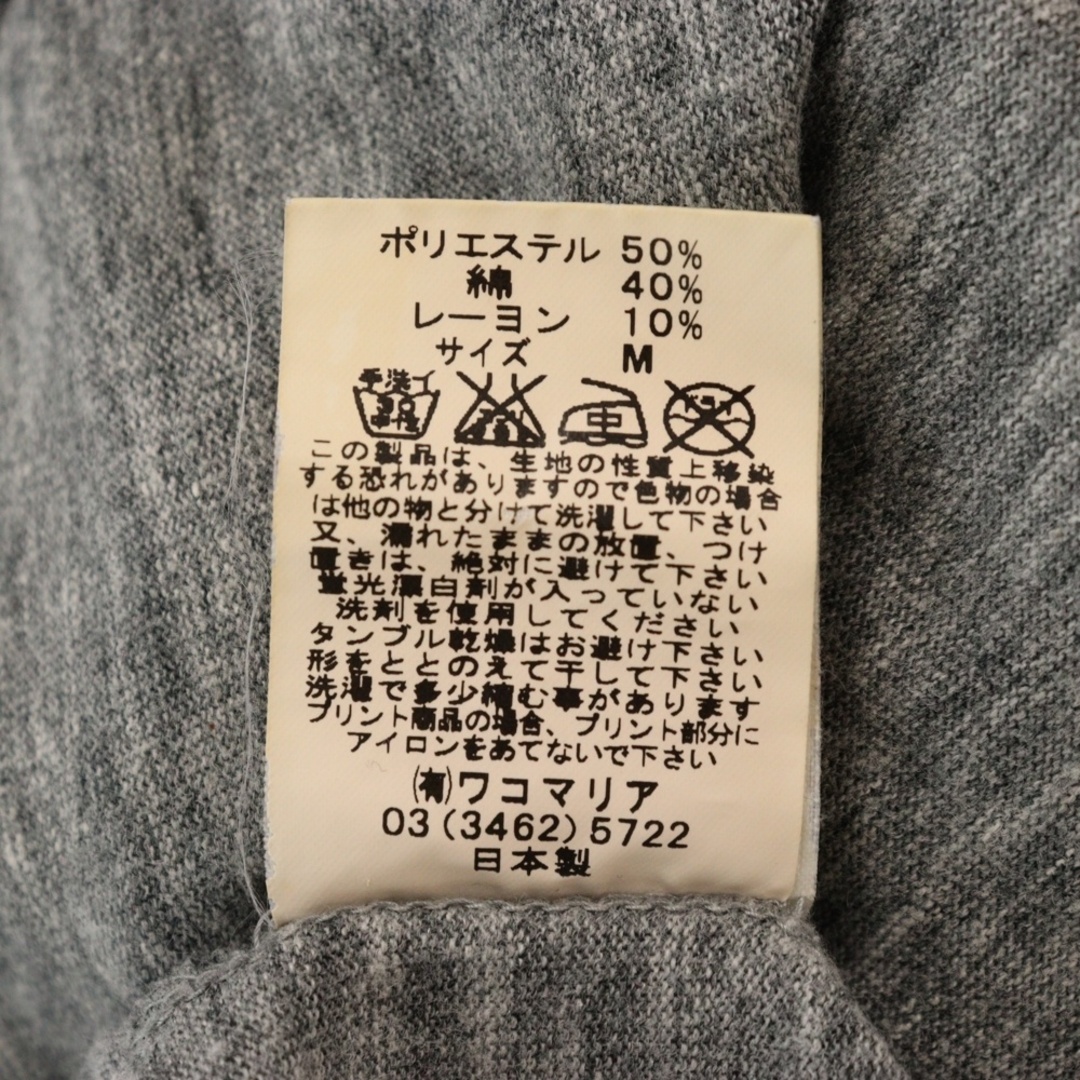 ポリエステル 50%
綿 40%
レーヨン 10%
サイズ M
手洗イ
30
中
この製品は、生地の性質上移染
する恐れがありますので色物の場合
は他の物と分けて洗濯して下さい
又、濡れたままの放置、つけ
置きは、絶対に避けて下さい
蛍光漂白剤が入っていない
洗剤を使用してください
タンブル乾燥はお避け下さい
形をととのえて干して下さい
洗濯で多少縮む事があります
プリント商品の場合、プリント部分に
アイロンをあてないで下さい
㈲ワコマリア
03(3462)5722
日本製